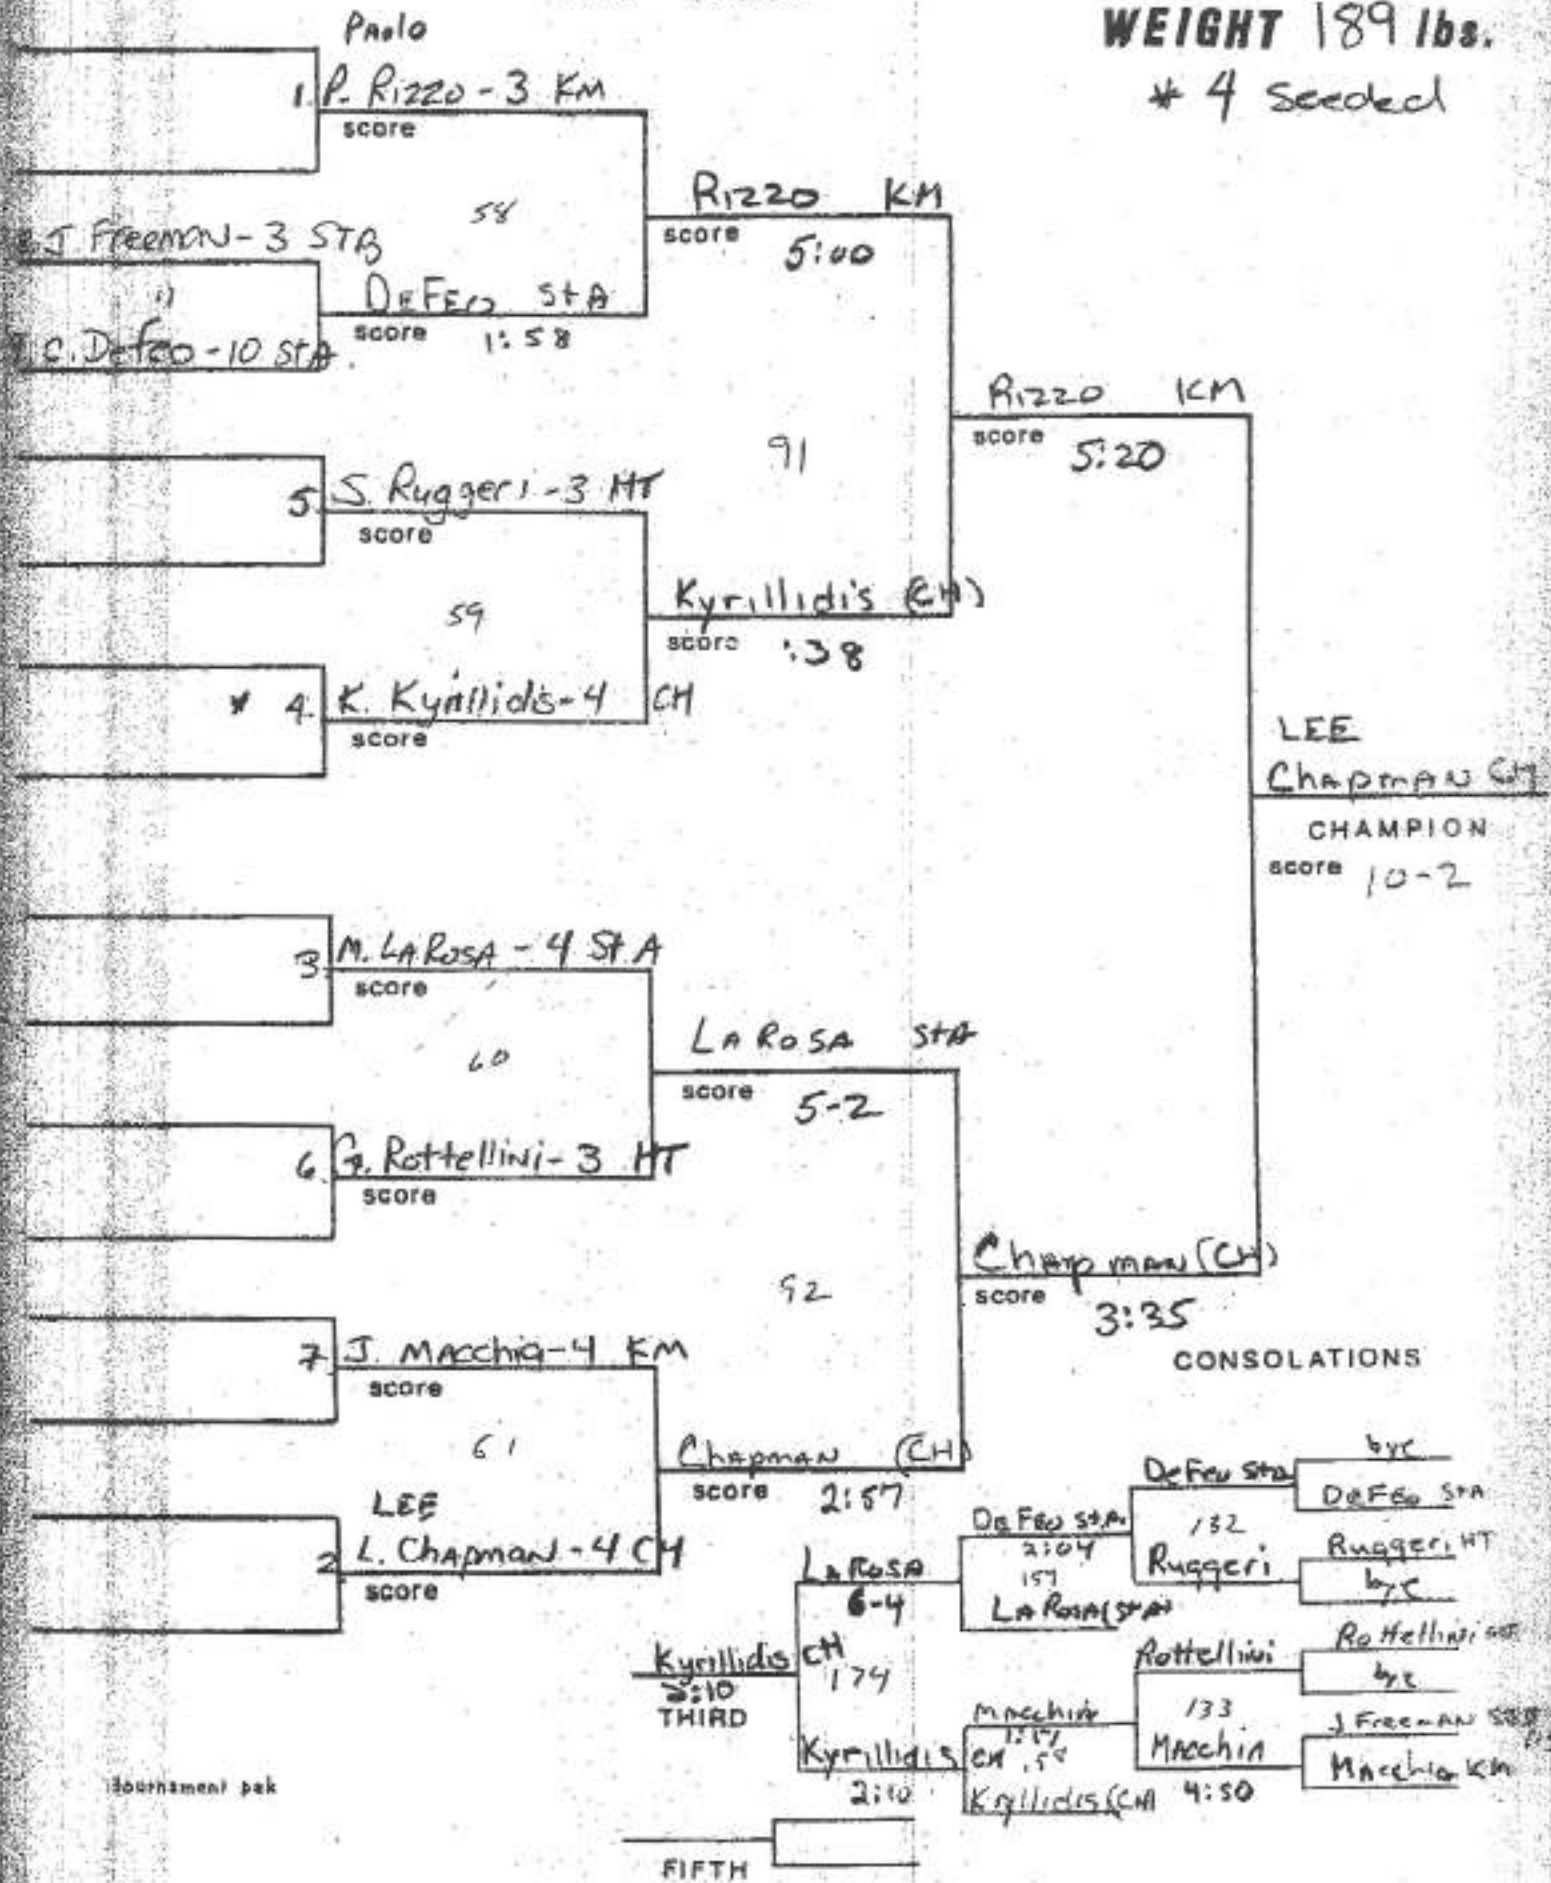 WEIGHT 189 lbs.
* 4 seeded
Paolo
1. P. Rizzo - 3 KM
score
58
J Freeman - 3 STB
DeFeo StA
score 1:58
C. Defeo - 10 StA
Rizzo KM
score 5:00
5 S. Ruggeri - 3 HT
score
59
* 4. K. Kyrillidis - 4 CH
score
Kyrillidis (CH)
score :38
91
Rizzo KM
score 5:20
LEE
Chapman CH
CHAMPION
score 10-2
3 M. LaRosa - 4 St.A
score
60
6 G. Rottellini - 3 HT
score
LaRosa StA
score 5-2
92
7 J. Macchia - 4 KM
score
61
LEE
2 L. Chapman - 4 CH
score
Chapman (CH)
score 2:57
Chapman (CH)
score 3:35
CONSOLATIONS
bye
DeFeo StA
DeFeo StA
132
Ruggeri HT
Ruggeri
bye
DeFeo StA.
2:04
157
LaRosa (StA)
LaRosa
6-4
Rottellini
Rottellini
bye
133
J Freeman
Macchia
4:50
Macchia KM
Macchia
Kyrillidis (CH)
Kyrillidis CH
2:10
174
Kyrillidis CH
THIRD
FIFTH
tournament pak